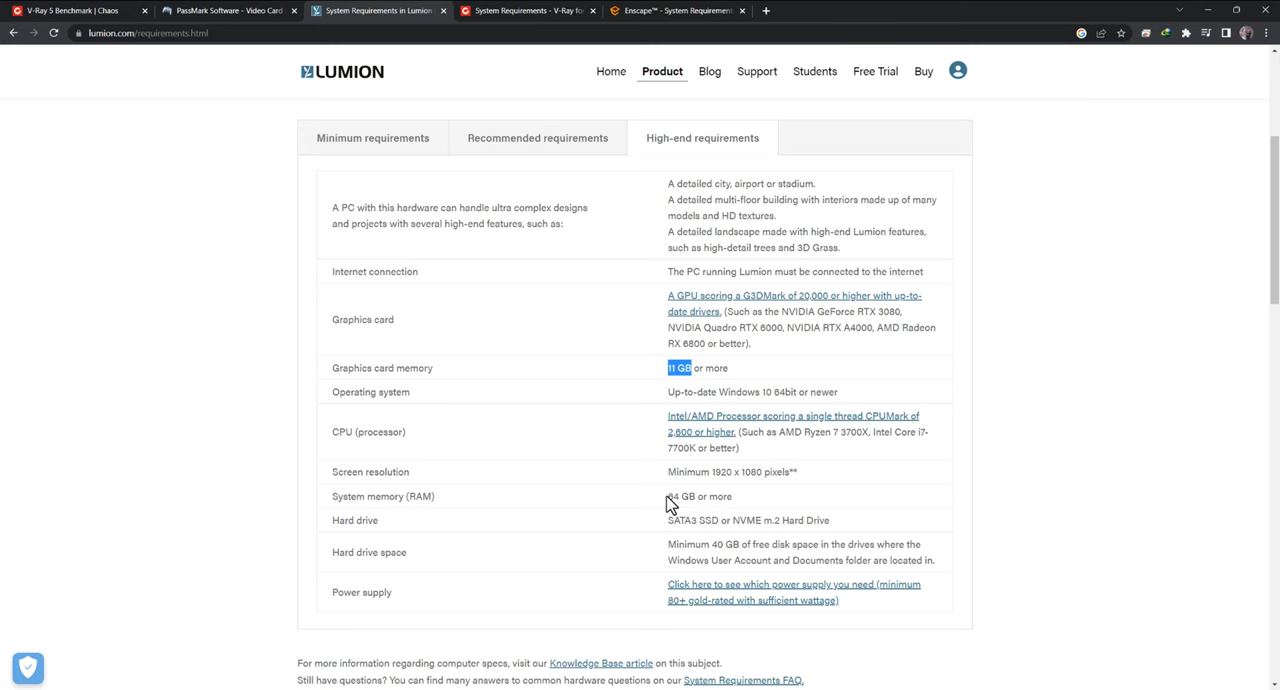 V-Ray 5 Benchmark | Chaos
PassMark Software - Video Card
System Requirements in Lumion
System Requirements - V-Ray fo
Enscape™ - System Requirement
lumion.com/requirements.html
LUMION
Home
Product
Blog
Support
Students
Free Trial
Buy
Minimum requirements
Recommended requirements
High-end requirements
A PC with this hardware can handle ultra complex designs
and projects with several high-end features, such as:
A detailed city, airport or stadium.
A detailed multi-floor building with interiors made up of many
models and HD textures.
A detailed landscape made with high-end Lumion features,
such as high-detail trees and 3D Grass.
Internet connection
The PC running Lumion must be connected to the internet
Graphics card
A GPU scoring a G3DMark of 20,000 or higher with up-to-
date drivers. (Such as the NVIDIA GeForce RTX 3080,
NVIDIA Quadro RTX 6000, NVIDIA RTX A4000, AMD Radeon
RX 6800 or better).
Graphics card memory
11 GB or more
Operating system
Up-to-date Windows 10 64bit or newer
CPU (processor)
Intel/AMD Processor scoring a single thread CPUMark of
2,600 or higher. (Such as AMD Ryzen 7 3700X, Intel Core i7-
7700K or better)
Screen resolution
Minimum 1920 x 1080 pixels**
System memory (RAM)
64 GB or more
Hard drive
SATA3 SSD or NVME m.2 Hard Drive
Hard drive space
Minimum 40 GB of free disk space in the drives where the
Windows User Account and Documents folder are located in.
Power supply
Click here to see which power supply you need (minimum
80+ gold-rated with sufficient wattage)
For more information regarding computer specs, visit our Knowledge Base article on this subject.
Still have questions? You can find many answers to common hardware questions on our System Requirements FAQ.